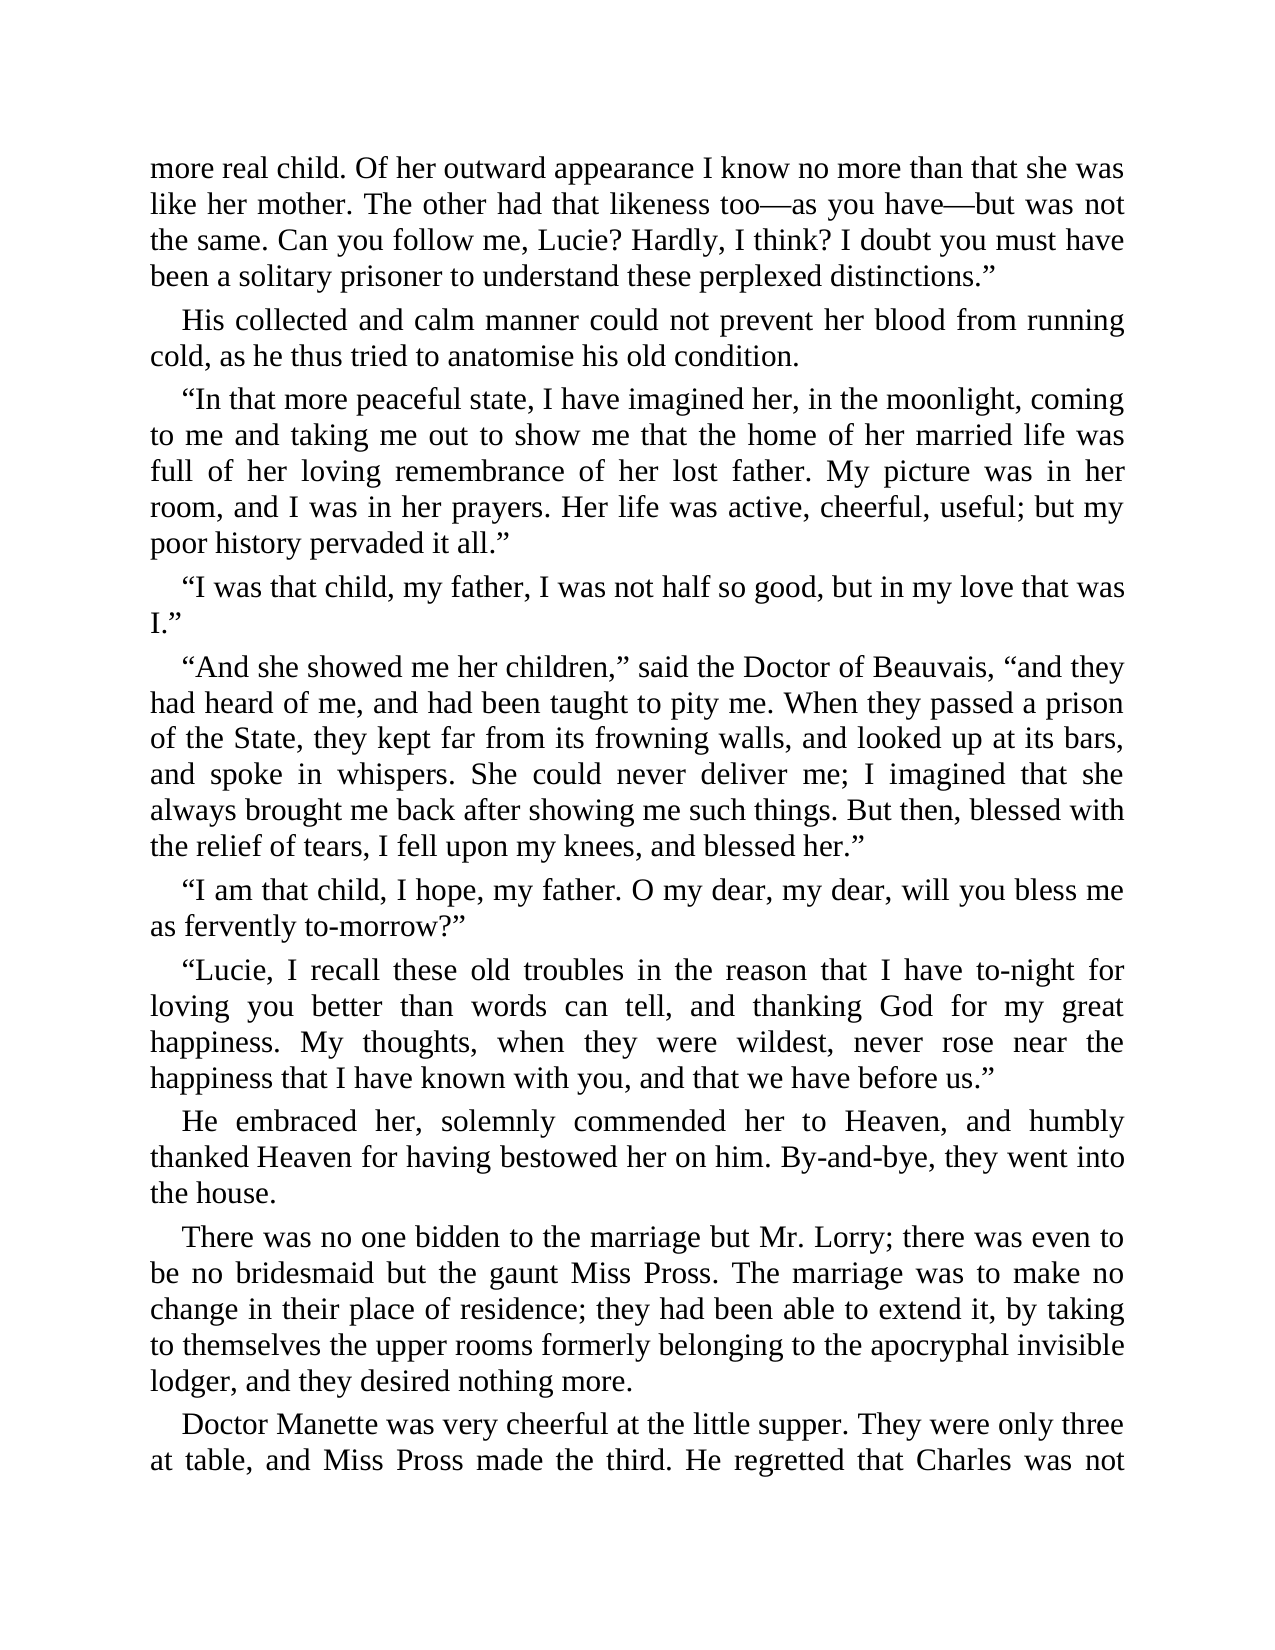 more real child. Of her outward appearance I know no more than that she was
like her mother. The other had that likeness too—as you have—but was not
the same. Can you follow me, Lucie? Hardly, I think? I doubt you must have
been a solitary prisoner to understand these perplexed distinctions.”
His collected and calm manner could not prevent her blood from running
cold, as he thus tried to anatomise his old condition.
“In that more peaceful state, I have imagined her, in the moonlight, coming
to me and taking me out to show me that the home of her married life was
full of her loving remembrance of her lost father. My picture was in her
room, and I was in her prayers. Her life was active, cheerful, useful; but my
poor history pervaded it all.”
“I was that child, my father, I was not half so good, but in my love that was
I.”
“And she showed me her children,” said the Doctor of Beauvais, “and they
had heard of me, and had been taught to pity me. When they passed a prison
of the State, they kept far from its frowning walls, and looked up at its bars,
and spoke in whispers. She could never deliver me; I imagined that she
always brought me back after showing me such things. But then, blessed with
the relief of tears, I fell upon my knees, and blessed her.”
“I am that child, I hope, my father. O my dear, my dear, will you bless me
as fervently to-morrow?”
“Lucie, I recall these old troubles in the reason that I have to-night for
loving you better than words can tell, and thanking God for my great
happiness. My thoughts, when they were wildest, never rose near the
happiness that I have known with you, and that we have before us.”
He embraced her, solemnly commended her to Heaven, and humbly
thanked Heaven for having bestowed her on him. By-and-bye, they went into
the house.
There was no one bidden to the marriage but Mr. Lorry; there was even to
be no bridesmaid but the gaunt Miss Pross. The marriage was to make no
change in their place of residence; they had been able to extend it, by taking
to themselves the upper rooms formerly belonging to the apocryphal invisible
lodger, and they desired nothing more.
Doctor Manette was very cheerful at the little supper. They were only three
at table, and Miss Pross made the third. He regretted that Charles was not